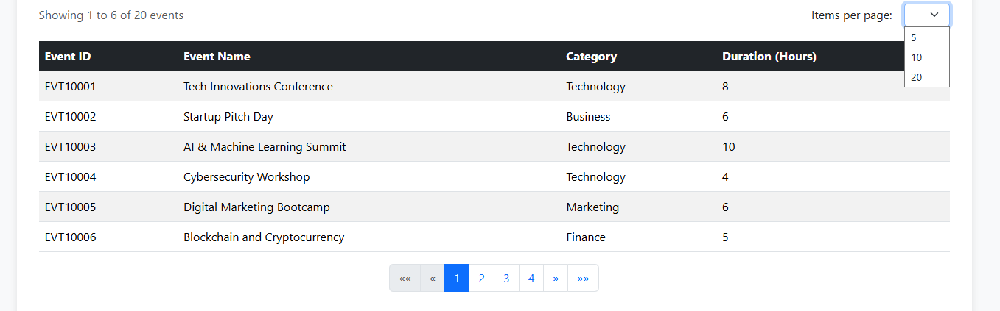 Showing 1 to 6 of 20 events Items per page:
5
10
20
Event ID Event Name Category Duration (Hours)
EVT10001 Tech Innovations Conference Technology 8
EVT10002 Startup Pitch Day Business 6
EVT10003 AI & Machine Learning Summit Technology 10
EVT10004 Cybersecurity Workshop Technology 4
EVT10005 Digital Marketing Bootcamp Marketing 6
EVT10006 Blockchain and Cryptocurrency Finance 5
«« « 1 2 3 4 » »»